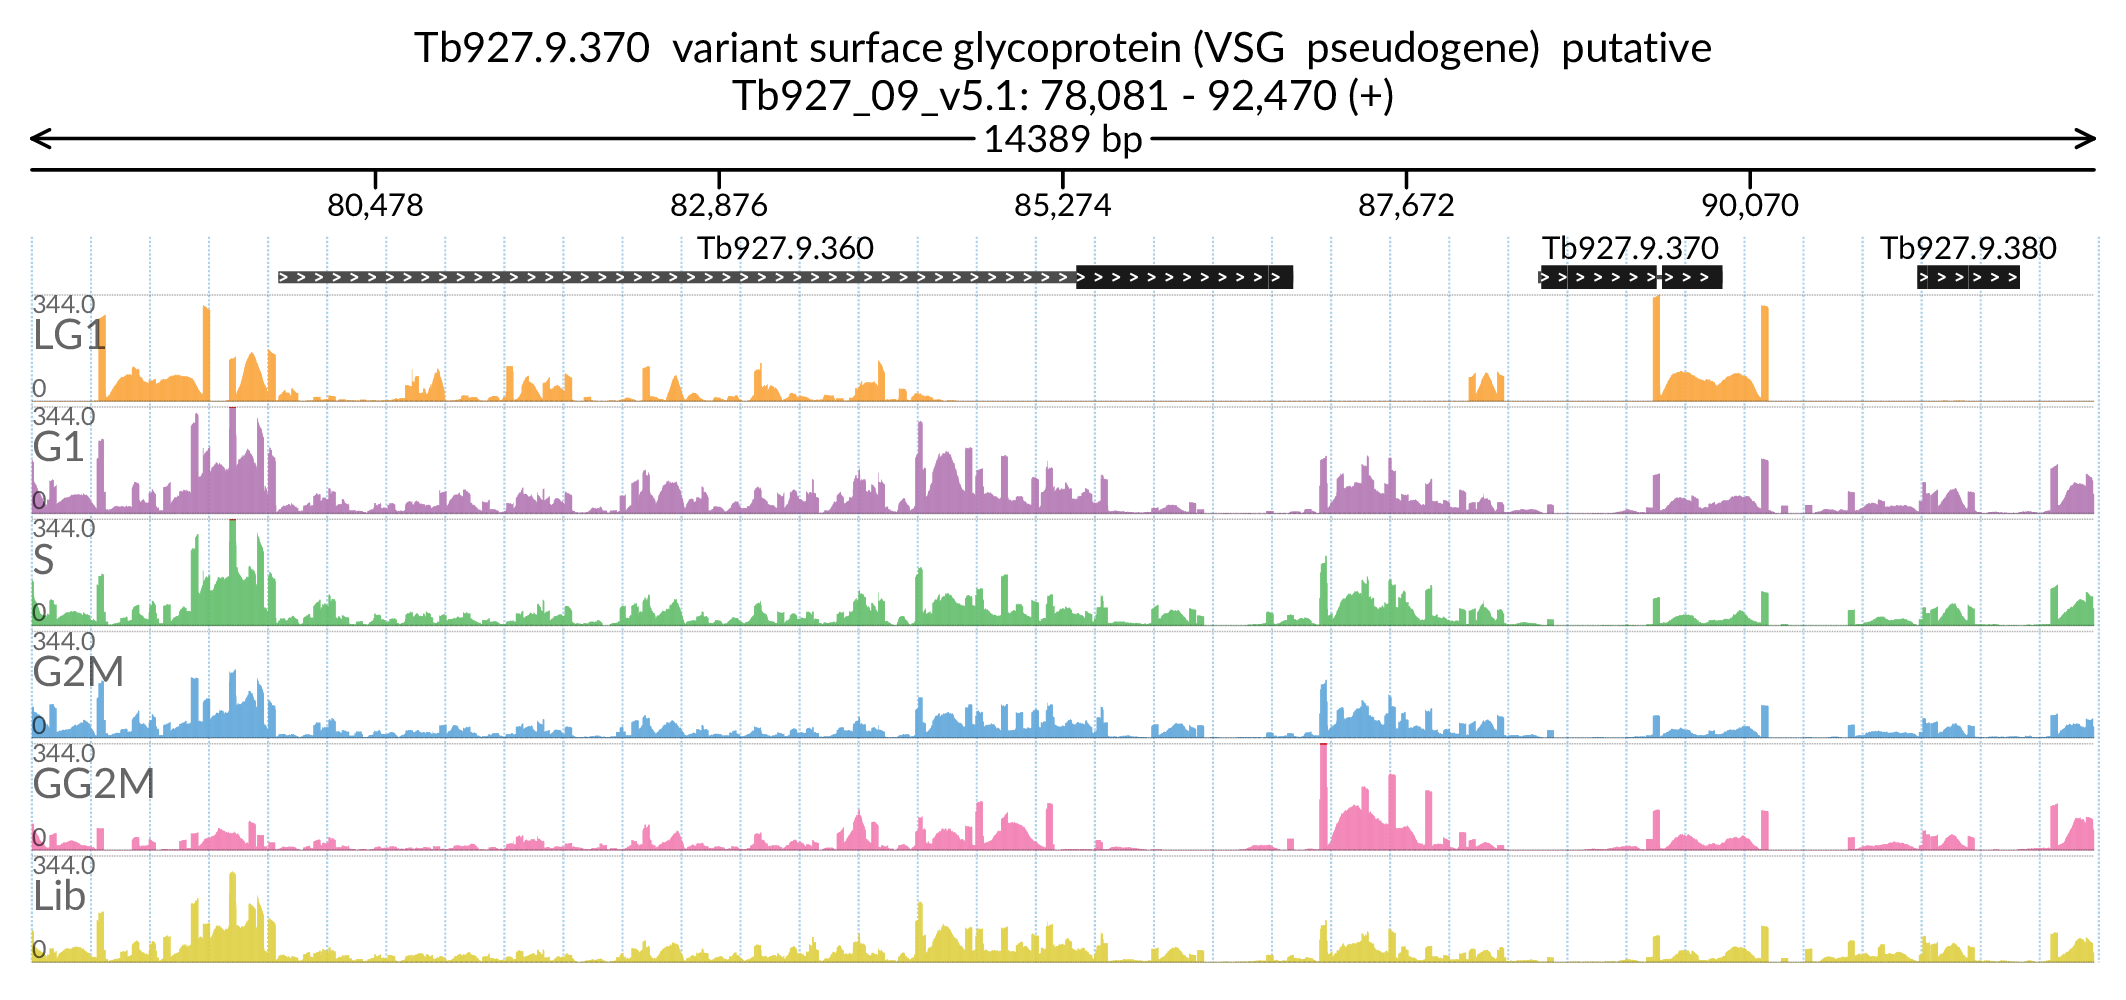 Tb927.9.370 variant surface glycoprotein (VSG pseudogene) putative
Tb927_09_v5.1: 78,081 - 92,470 (+)
14389 bp
80,478 82,876 85,274 87,672 90,070
Tb927.9.360 Tb927.9.370 Tb927.9.380
344.0
LG1
0
344.0
G1
0
344.0
S
0
344.0
G2M
0
344.0
GG2M
0
344.0
Lib
0